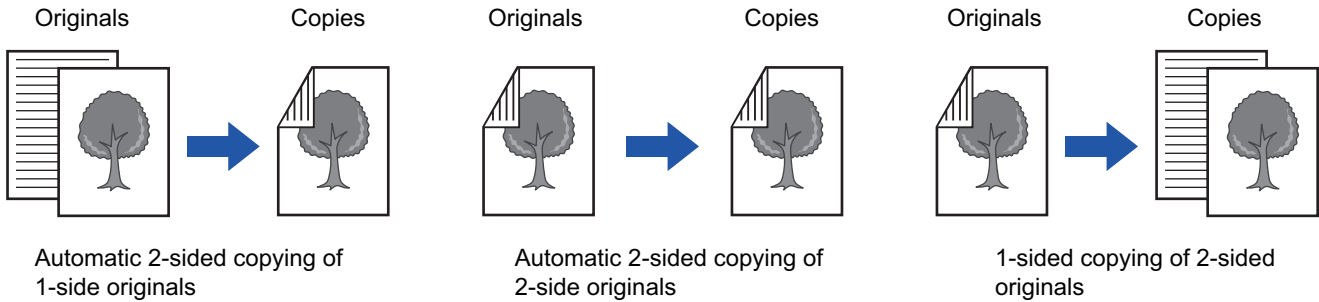 Originals
Copies
Originals
Copies
Originals
Copies
Automatic 2-sided copying of
1-side originals
Automatic 2-sided copying of
2-side originals
1-sided copying of 2-sided
originals